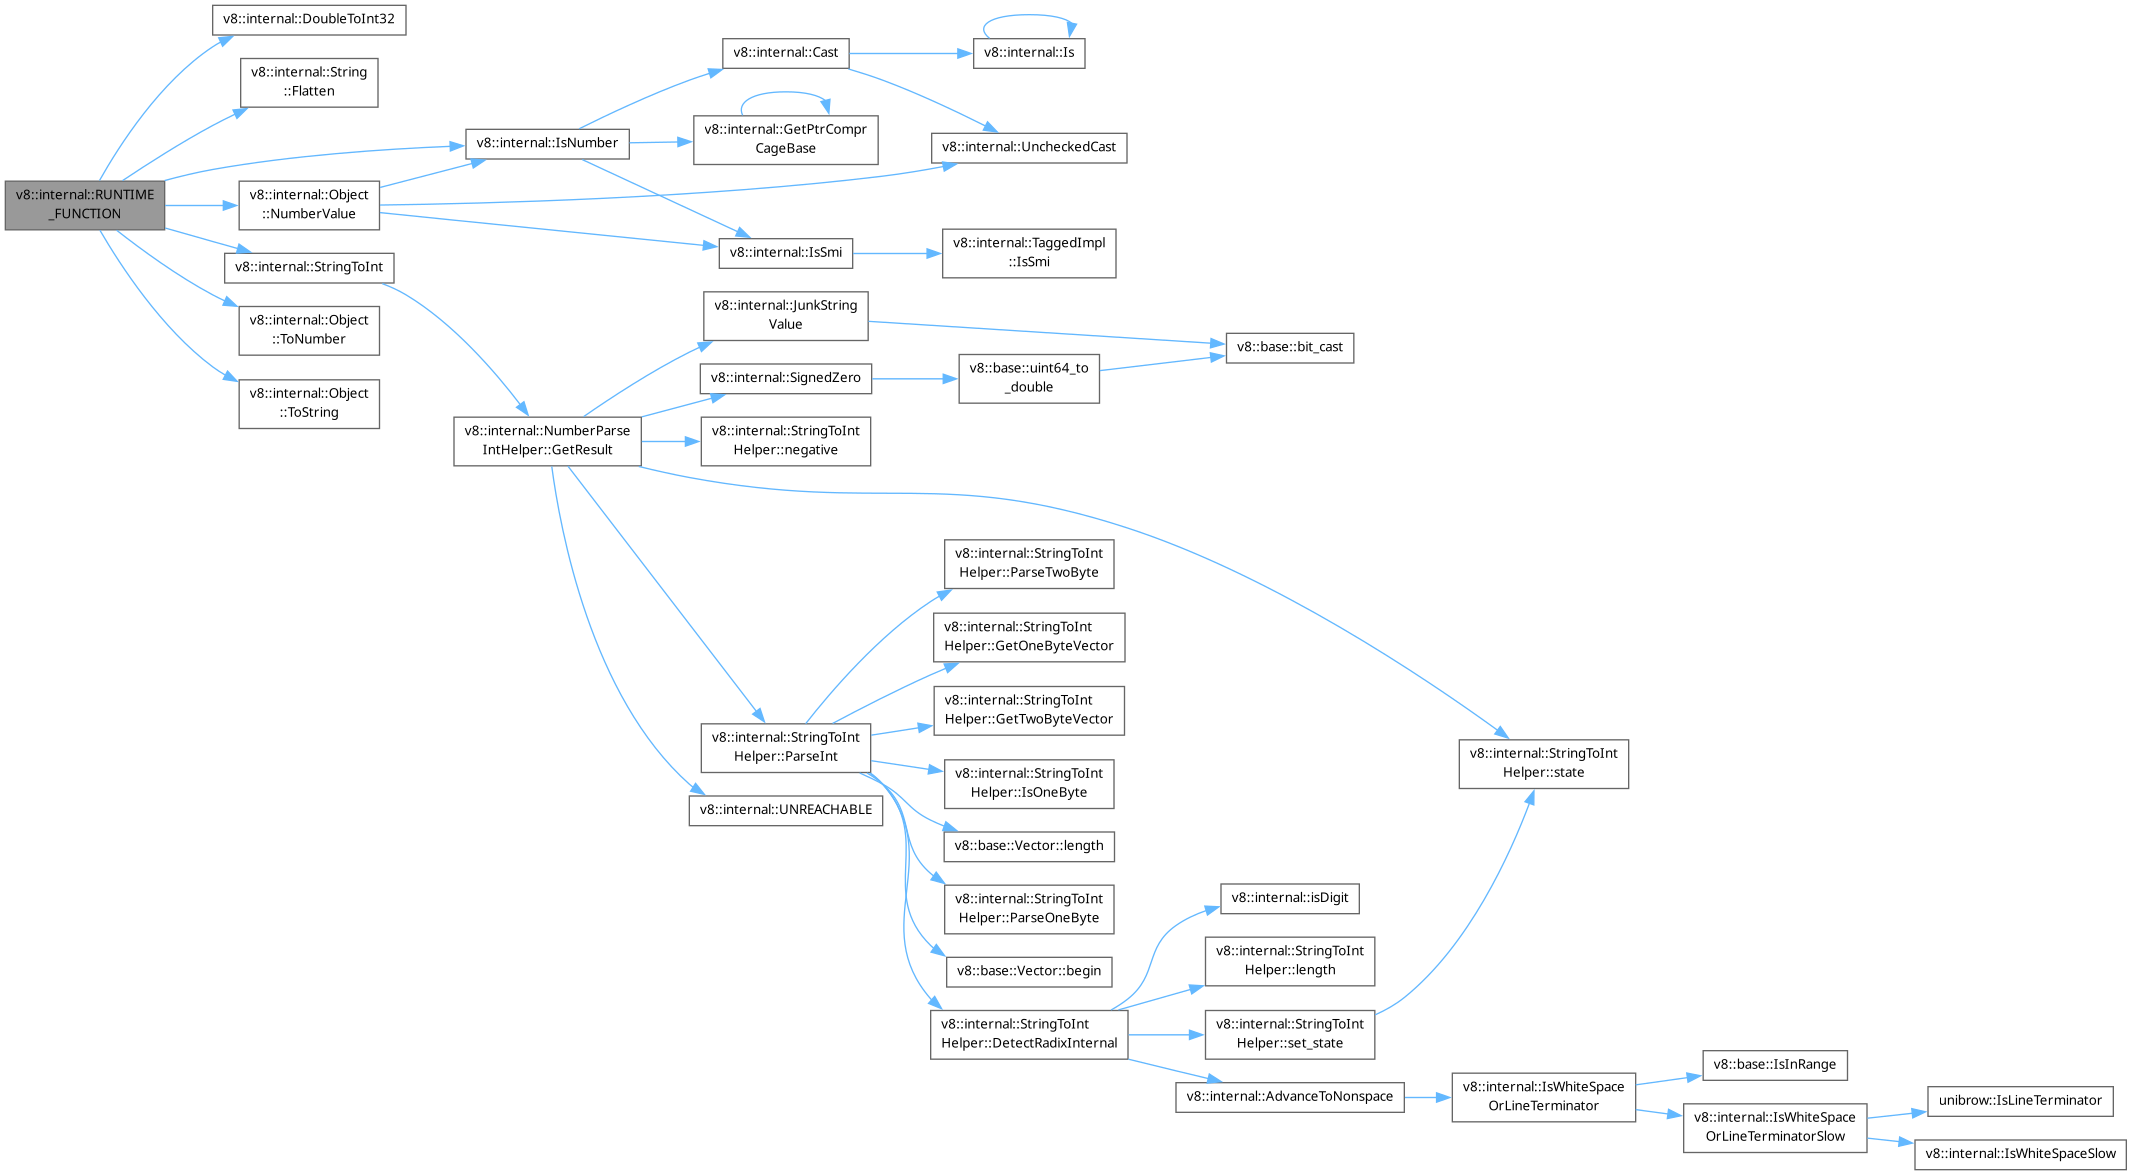 v8::internal::DoubleToInt32
v8::internal::String
::Flatten
v8::internal::Cast
v8::internal::Is
v8::internal::GetPtrCompr
CageBase
v8::internal::IsNumber
v8::internal::UncheckedCast
v8::internal::RUNTIME
_FUNCTION
v8::internal::Object
::NumberValue
v8::internal::IsSmi
v8::internal::TaggedImpl
::IsSmi
v8::internal::StringToInt
v8::internal::Object
::ToNumber
v8::internal::JunkString
Value
v8::base::bit_cast
v8::internal::SignedZero
v8::base::uint64_to
_double
v8::internal::Object
::ToString
v8::internal::NumberParse
IntHelper::GetResult
v8::internal::StringToInt
Helper::negative
v8::internal::StringToInt
Helper::ParseTwoByte
v8::internal::StringToInt
Helper::GetOneByteVector
v8::internal::StringToInt
Helper::GetTwoByteVector
v8::internal::StringToInt
Helper::ParseInt
v8::internal::StringToInt
Helper::IsOneByte
v8::internal::StringToInt
Helper::state
v8::internal::UNREACHABLE
v8::base::Vector::length
v8::internal::StringToInt
Helper::ParseOneByte
v8::internal::isDigit
v8::base::Vector::begin
v8::internal::StringToInt
Helper::length
v8::internal::StringToInt
Helper::DetectRadixInternal
v8::internal::StringToInt
Helper::set_state
v8::internal::AdvanceToNonspace
v8::internal::IsWhiteSpace
OrLineTerminator
v8::base::IsInRange
v8::internal::IsWhiteSpace
OrLineTerminatorSlow
unibrow::IsLineTerminator
v8::internal::IsWhiteSpaceSlow